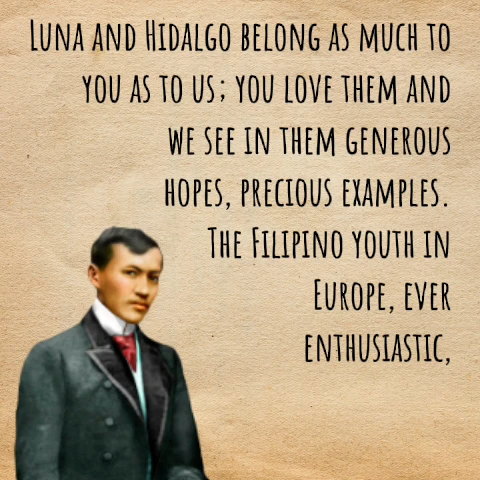 Luna and Hidalgo belong as much to
you as to us; you love them and
we see in them generous
hopes, precious examples.
The Filipino youth in
Europe, ever
enthusiastic,